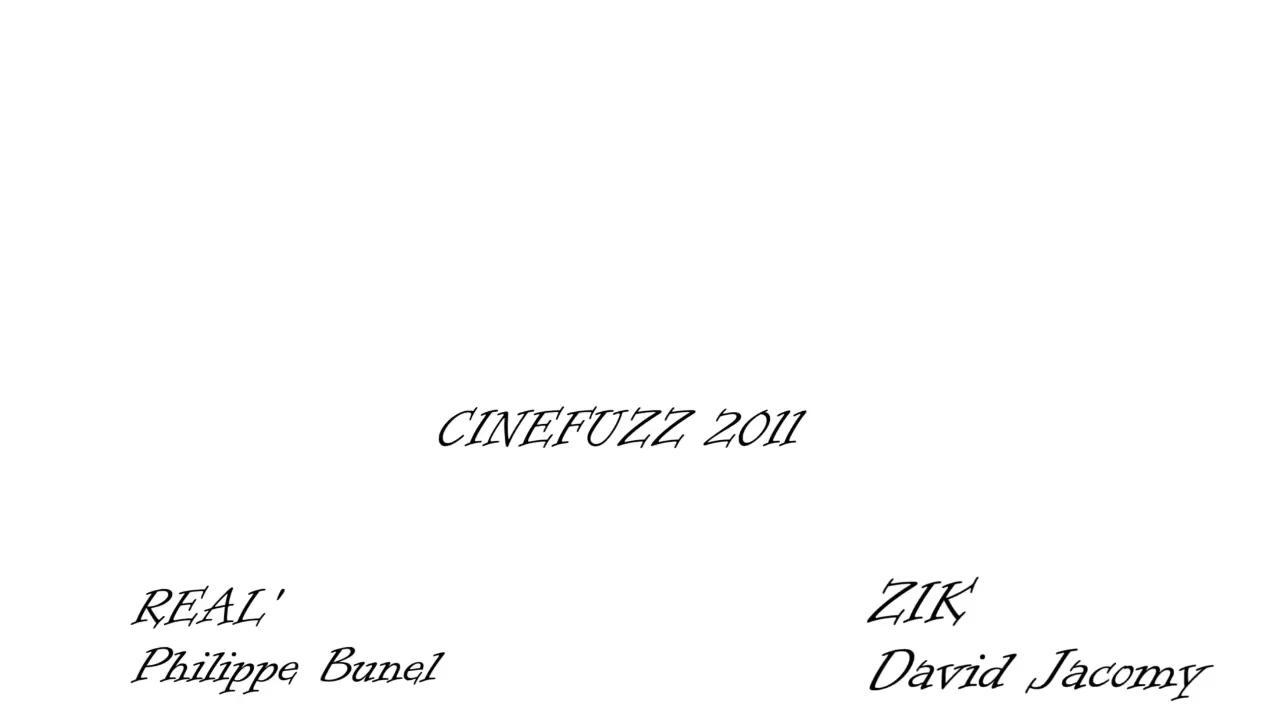 CINEFUZZ 2011
REAL'
Philippe Bunel
ZIK
David Jacomy